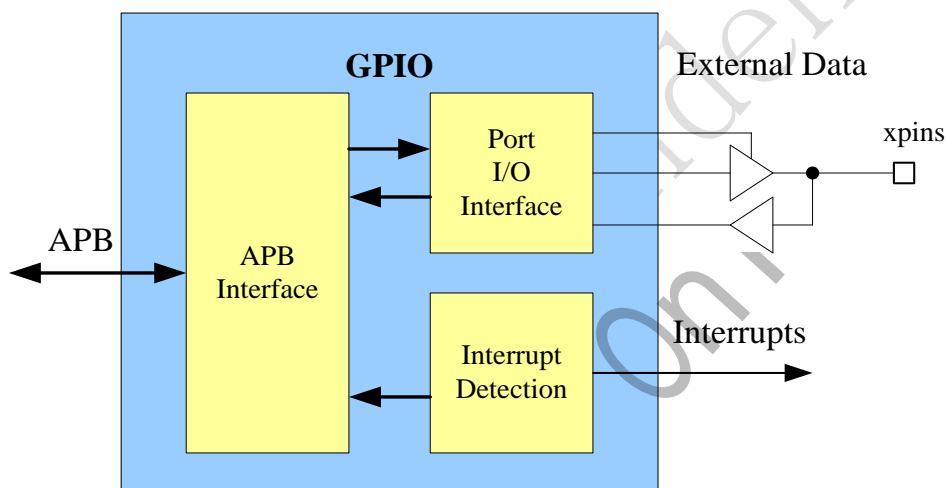 GPIO
External Data
xpins
Port
I/O
Interface
APB
APB
Interface
Interrupts
Interrupt
Detection